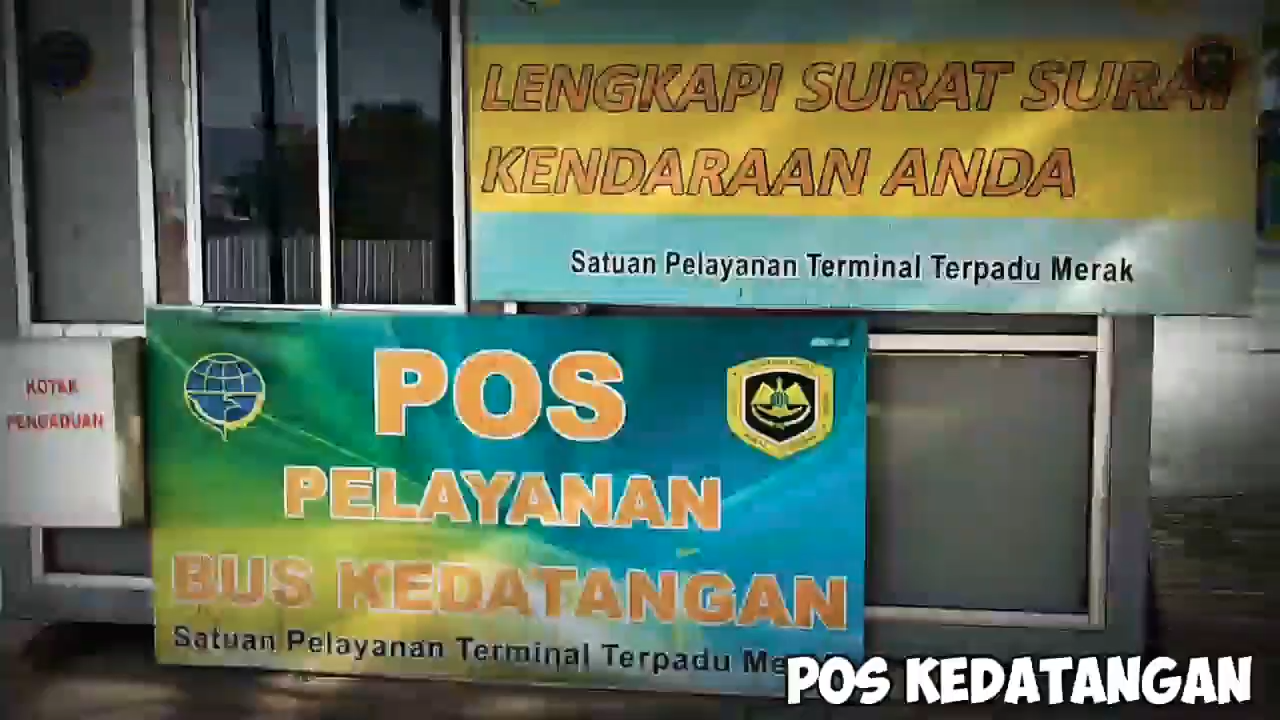 LENGKAPI SURAT SURAT
KENDARAAN ANDA
Satuan Pelayanan Terminal Terpadu Merak
KOTAK
PENGADUAN
POS
PELAYANAN
BUS KEDATANGAN
Satuan Pelayanan Terminal Terpadu
POS KEDATANGAN